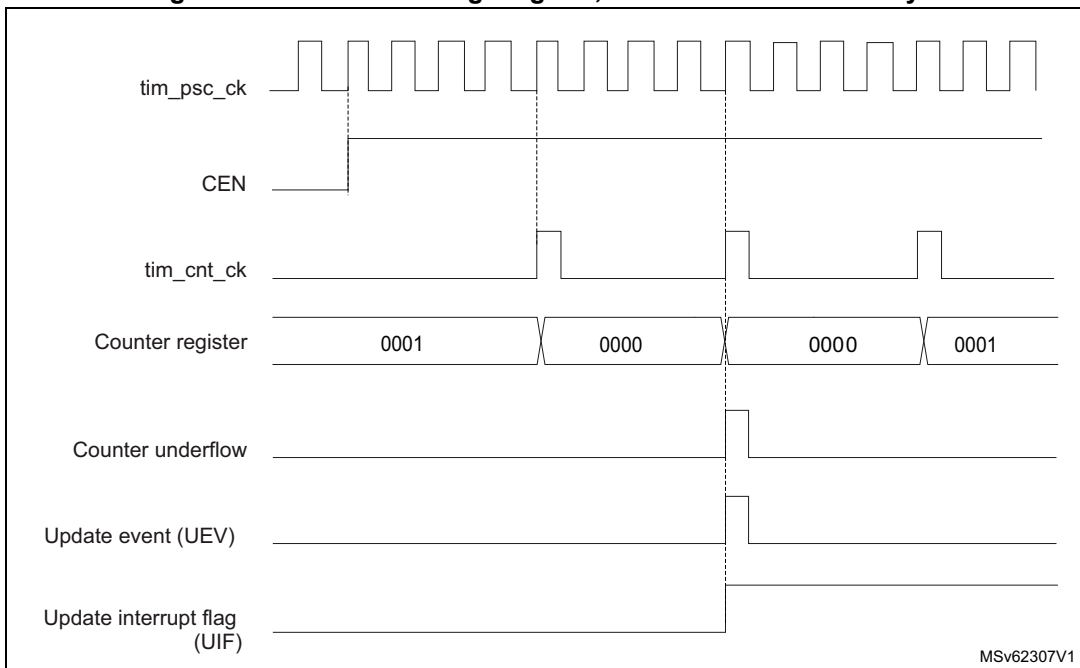 tim_psc_ck
CEN
tim_cnt_ck
Counter register
0001
0000
0000
0001
Counter underflow
Update event (UEV)
Update interrupt flag
(UIF)
MSv62307V1